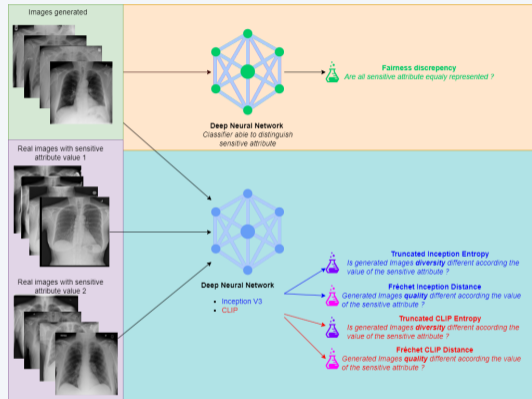 Images generated
Fairness discrepency
Are all sensitive attribute equaly represented ?
Deep Neural Network
Classifier able to distinguish
sensitive attribute
Real images with sensitive
attribute value 1
Real images with sensitive
attribute value 2
Deep Neural Network
• Inception V3
• CLIP
Truncated Inception Entropy
Is generated Images diversity different according the
value of the sensitive attribute ?
Fréchet Inception Distance
Generated Images quality different according the value
of the sensitive attribute ?
Truncated CLIP Entropy
Is generated Images diversity different according the
value of the sensitive attribute ?
Fréchet CLIP Distance
Generated Images quality different according the value
of the sensitive attribute ?